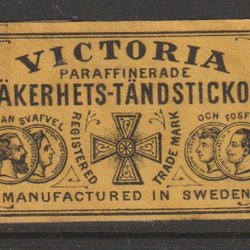 VICTORIA
PARAFFINERADE
ÄKERHETS-TÄNDSTICKO
AN SVAFVEL
OCH FOSF
REGISTERED
TRADE MARK
MANUFACTURED IN SWEDEN